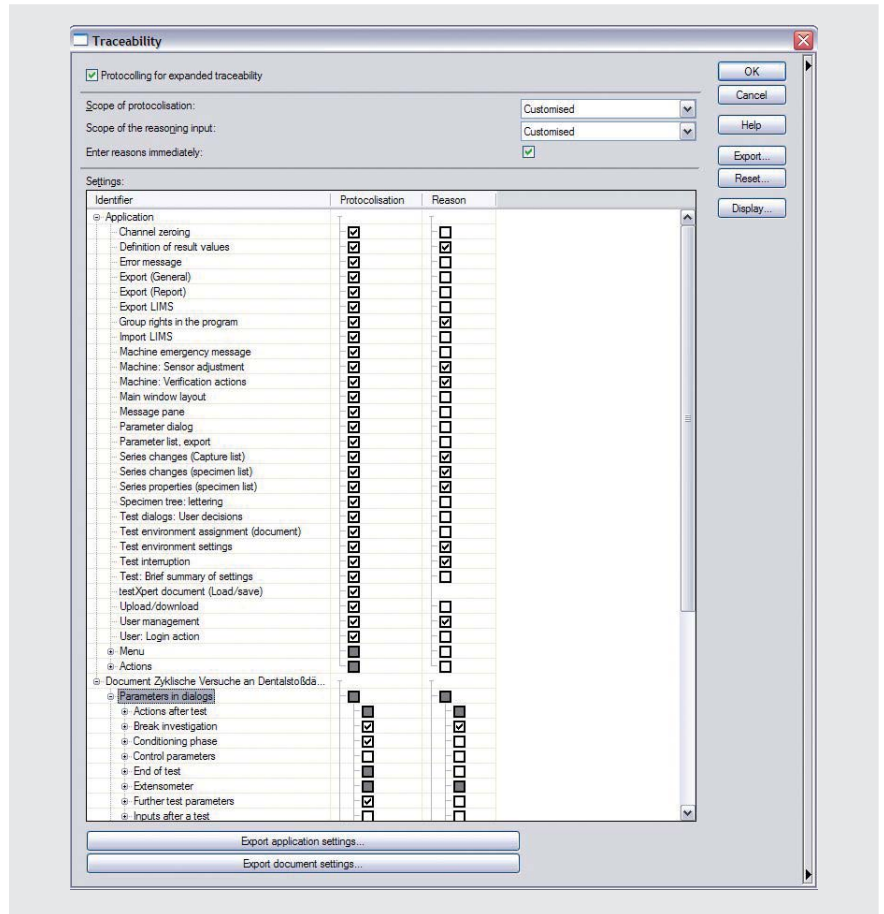 Traceability
Protocolling for expanded traceability
OK
Cancel
Scope of protocolisation:
Customised
Scope of the reasoning input:
Customised
Help
Enter reasons immediately:
Export...
Settings:
Reset...
Identifier Protocolisation Reason
Display...
Application
Channel zeroing
Definition of result values
Error message
Export (General)
Export (Report)
Export LIMS
Group rights in the program
Import LIMS
Machine emergency message
Machine: Sensor adjustment
Machine: Verification actions
Main window layout
Message pane
Parameter dialog
Parameter list, export
Series changes (Capture list)
Series changes (specimen list)
Series properties (specimen list)
Specimen tree: lettering
Test dialogs: User decisions
Test environment assignment (document)
Test environment settings
Test interruption
Test: Brief summary of settings
testXpert document (Load/save)
Upload/download
User management
User: Login action
Menu
Actions
Document Zyklische Versuche an Dentalstoßdä...
Parameters in dialogs
Actions after test
Break investigation
Conditioning phase
Control parameters
End of test
Extensometer
Further test parameters
Inputs after a test
Export application settings...
Export document settings...